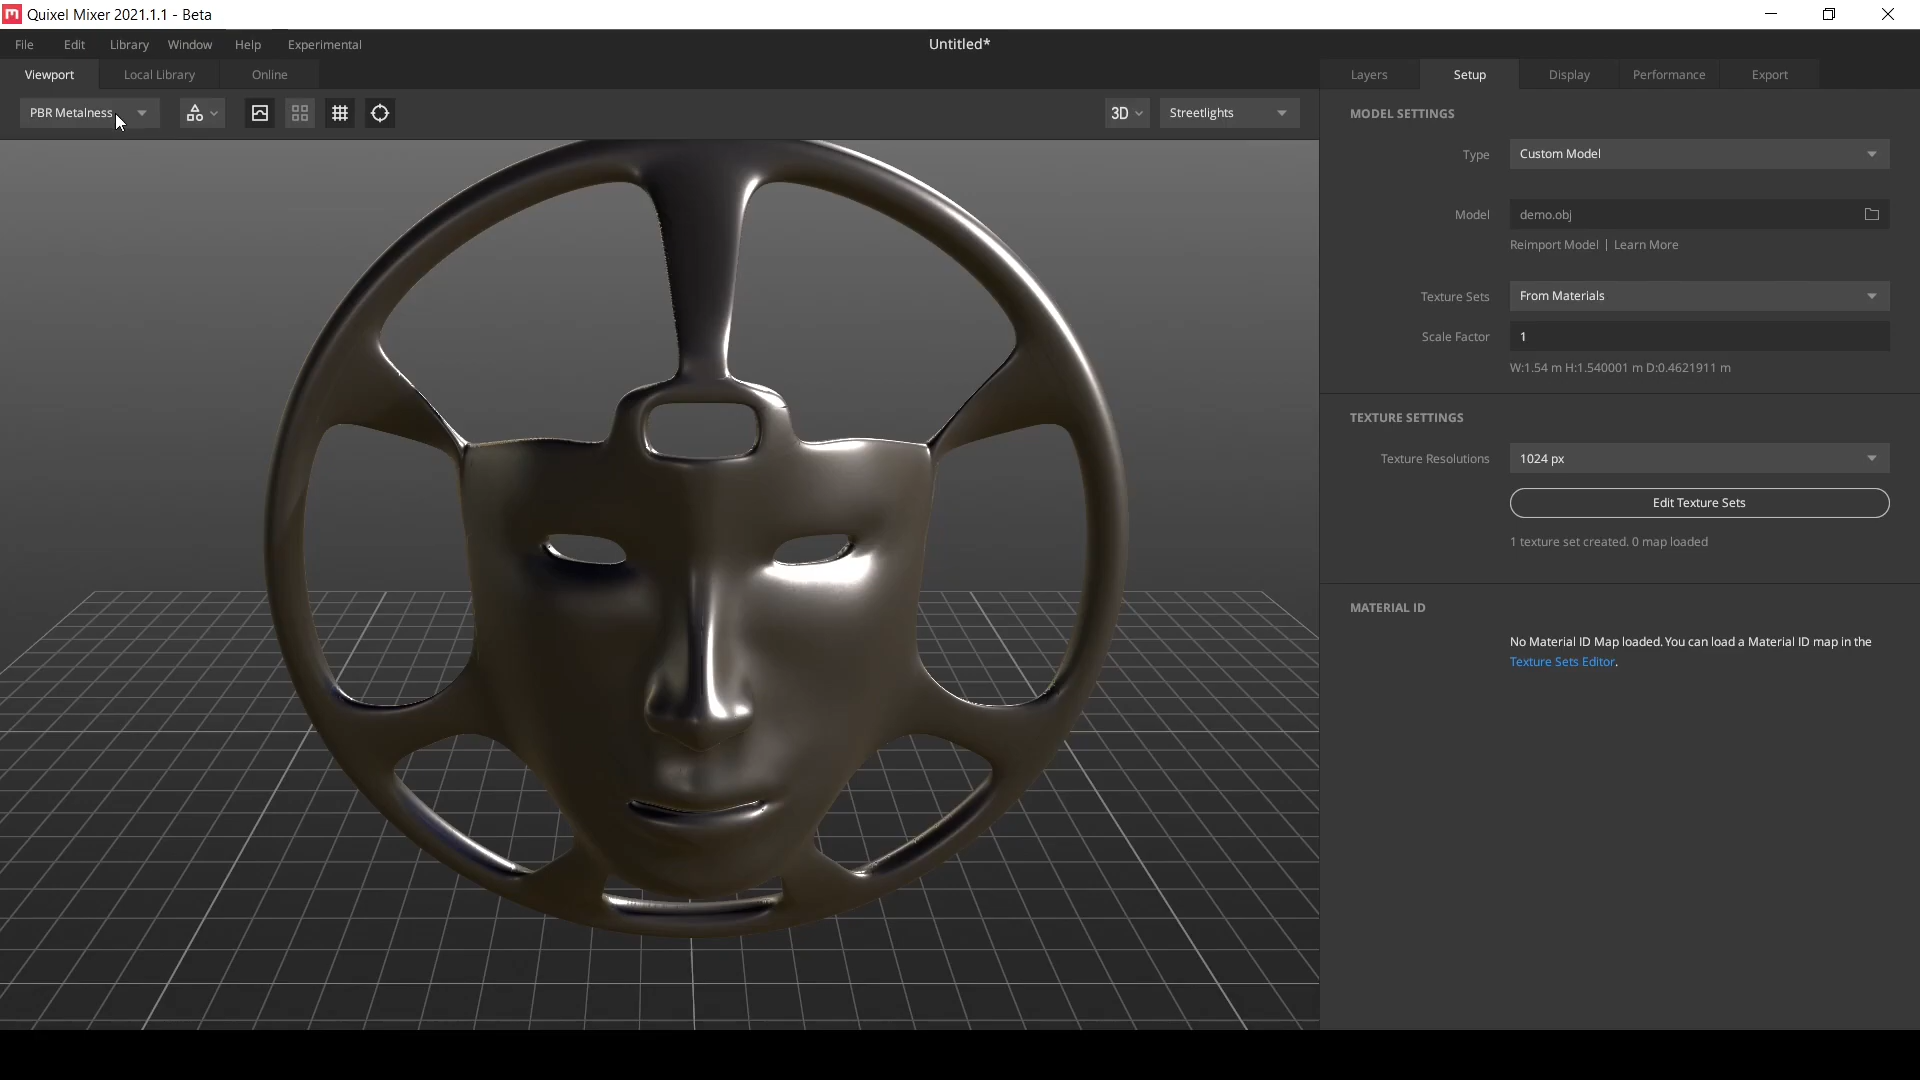 Quixel Mixer 2021.1.1 - Beta
File Edit Library Window Help Experimental Untitled*
Viewport Local Library Online Layers Setup Display Performance Export
PBR Metalness 3D Streetlights
MODEL SETTINGS
Type Custom Model
Model demo.obj
Reimport Model | Learn More
Texture Sets From Materials
Scale Factor 1
W:1.54 m H:1.540001 m D:0.4621911 m
TEXTURE SETTINGS
Texture Resolutions 1024 px
Edit Texture Sets
1 texture set created. 0 map loaded
MATERIAL ID
No Material ID Map loaded. You can load a Material ID map in the
Texture Sets Editor.